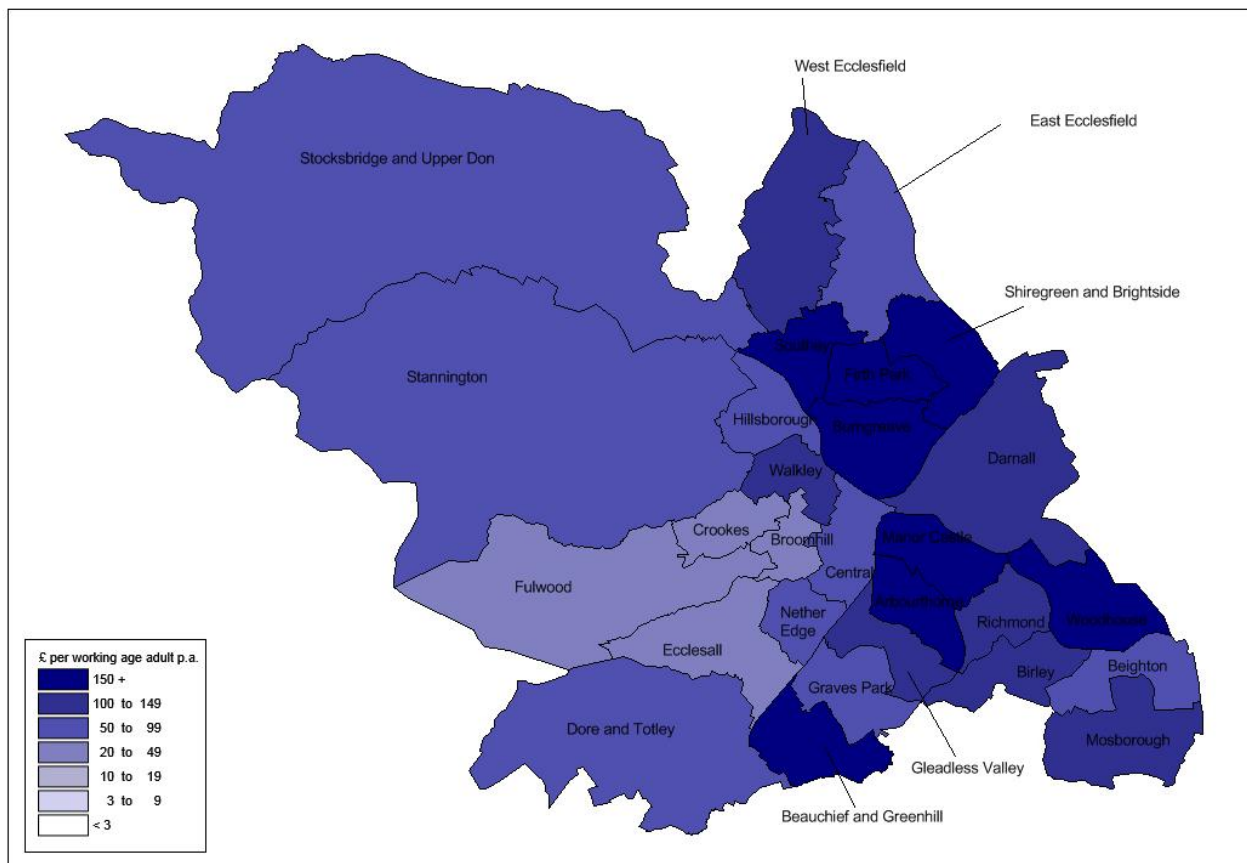 West Ecclesfield
East Ecclesfield
Stocksbridge and Upper Don
Shiregreen and Brightside
Southey
Firth Park
Stannington
Hillsborough
Burngreave
Darnall
Walkley
Crookes
Broomhill
Manor Castle
Central
Fulwood
Arbourthorne
Nether
Edge
Richmond
Woodhouse
Ecclesall
Birley
Beighton
Graves Park
Dore and Totley
Mosborough
Gleadless Valley
Beauchief and Greenhill
£ per working age adult p.a.
150 +
100 to 149
50 to 99
20 to 49
10 to 19
3 to 9
< 3